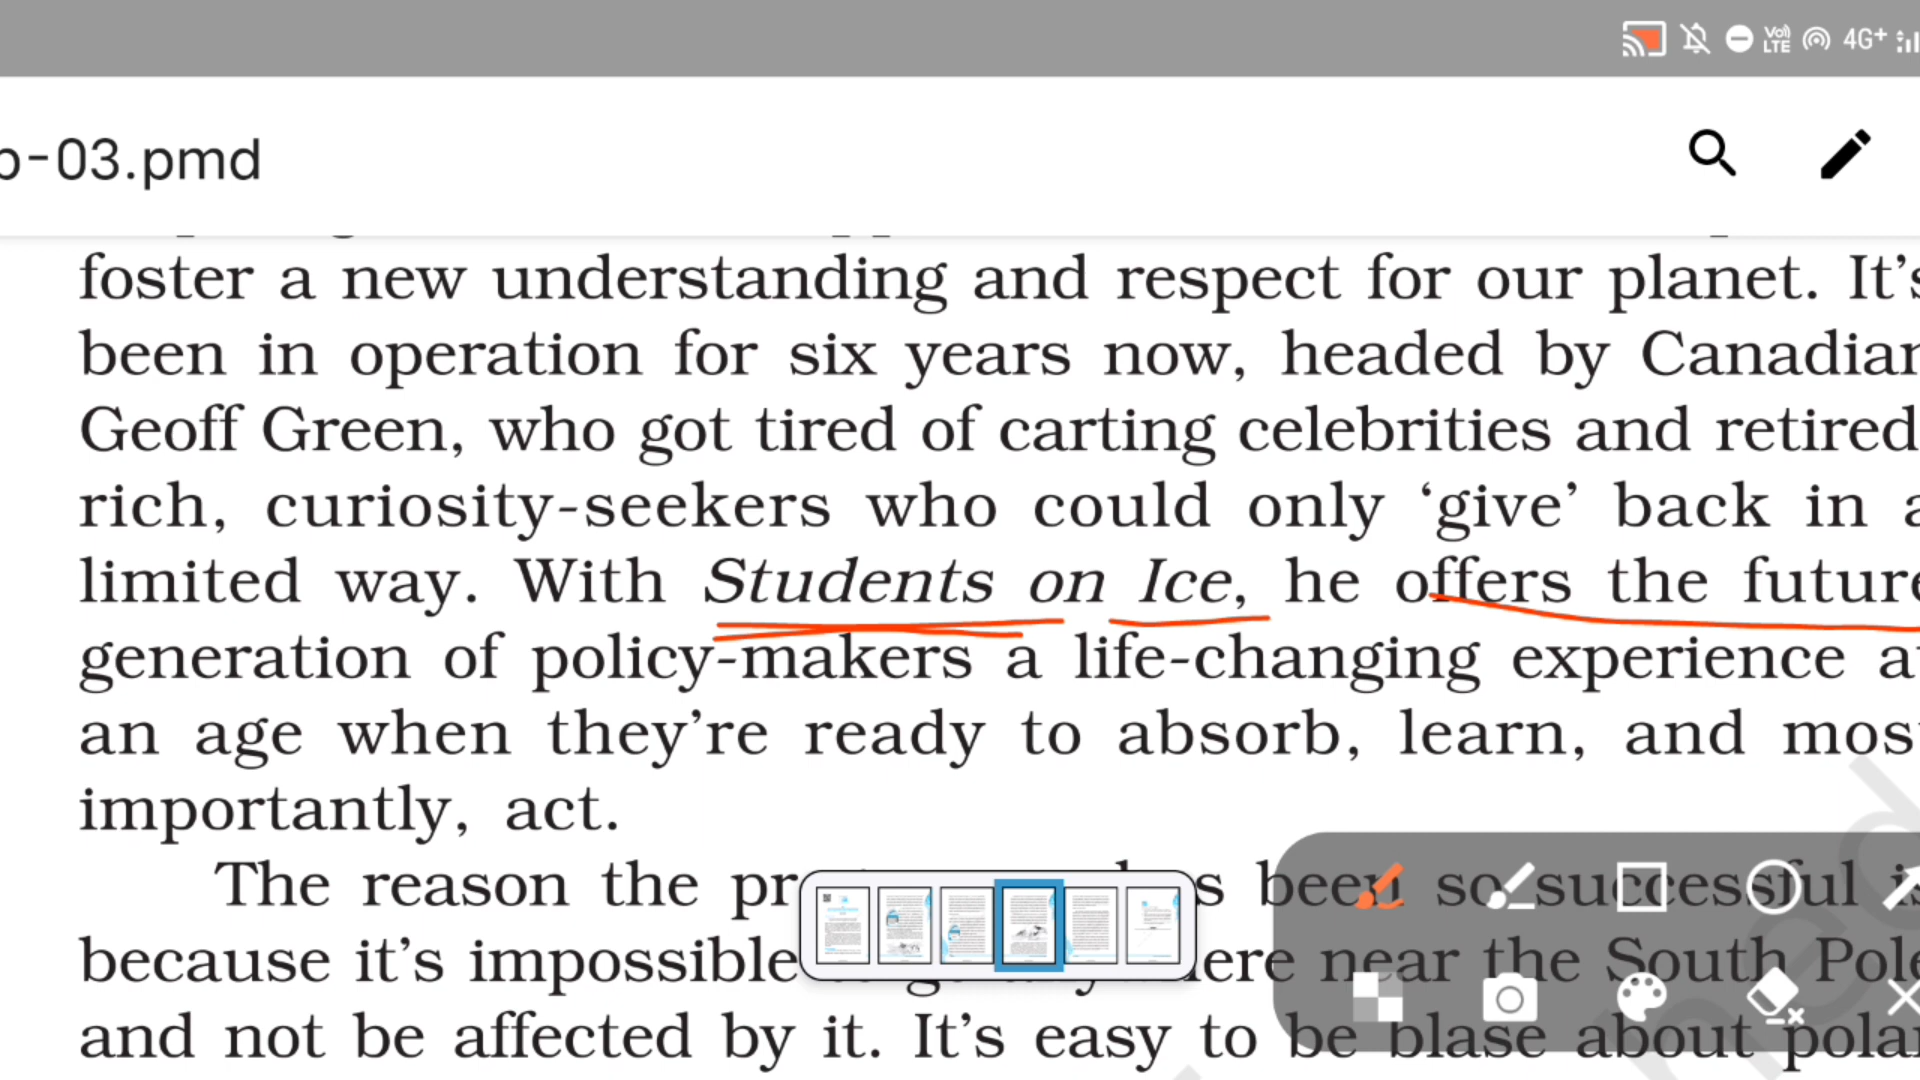 4G+
-03.pmd
foster a new understanding and respect for our planet. It's
been in operation for six years now, headed by Canadian
Geoff Green, who got tired of carting celebrities and retired,
rich, curiosity-seekers who could only ‘give’ back in a
limited way. With Students on Ice, he offers the future
generation of policy-makers a life-changing experience at
an age when they’re ready to absorb, learn, and most
importantly, act.
The reason the been so successful is
because it’s impossible near the South Pole
and not be affected by it. It’s easy to be blase about polar